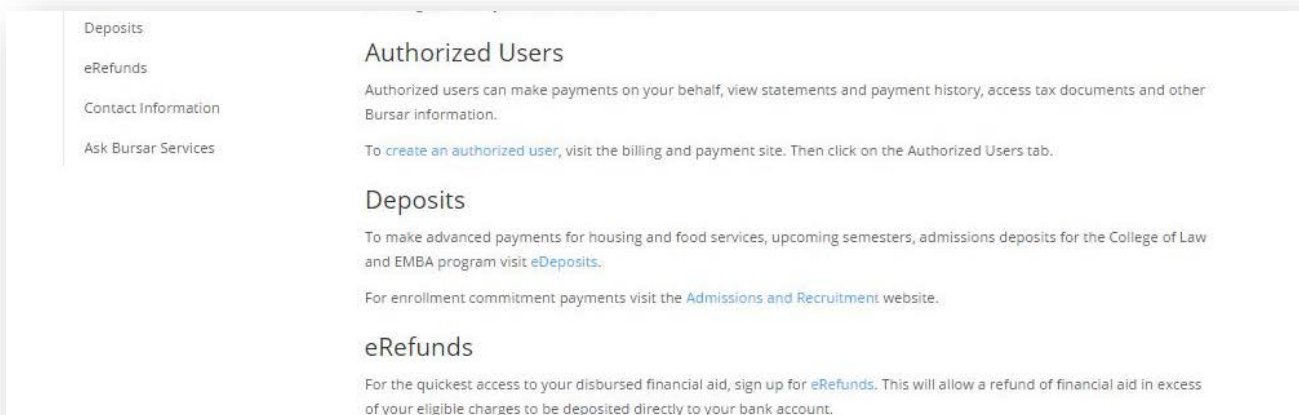 Deposits
eRefunds
Contact Information
Ask Bursar Services
Authorized Users
Authorized users can make payments on your behalf, view statements and payment history, access tax documents and other
Bursar information.
To create an authorized user, visit the billing and payment site. Then click on the Authorized Users tab.
Deposits
To make advanced payments for housing and food services, upcoming semesters, admissions deposits for the College of Law
and EMBA program visit eDeposits.
For enrollment commitment payments visit the Admissions and Recruitment website.
eRefunds
For the quickest access to your disbursed financial aid, sign up for eRefunds. This will allow a refund of financial aid in excess
of your eligible charges to be deposited directly to your bank account.